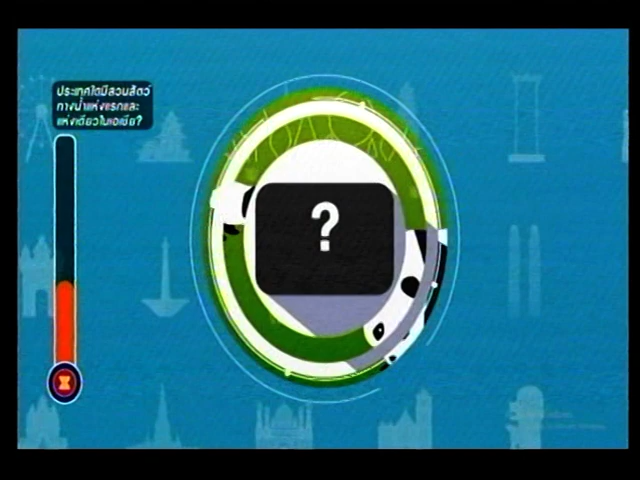 ประเทศใดมีสวนสัตว์
ทางน้ำแห่งแรกและ
แห่งเดียวในเอเชีย?
?